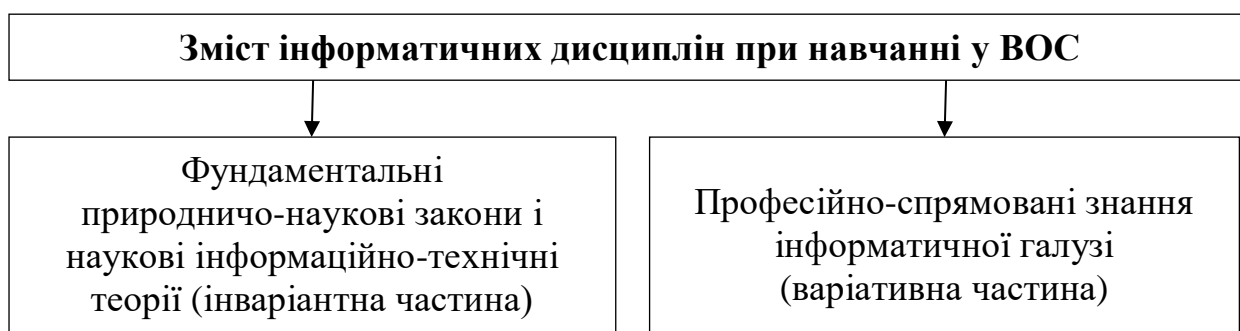 Зміст інформатичних дисциплін при навчанні у ВОС
Фундаментальні
природничо-наукові закони і
наукові інформаційно-технічні
теорії (інваріантна частина)
Професійно-спрямовані знання
інформатичної галузі
(варіативна частина)